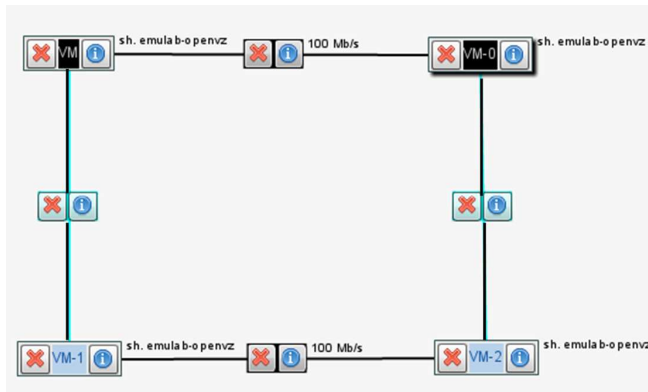 VM
sh. emulab-openvz
100 Mb/s
VM-0
sh. emulab-openvz
VM-1
sh. emulab-openvz
100 Mb/s
VM-2
sh. emulab-openvz